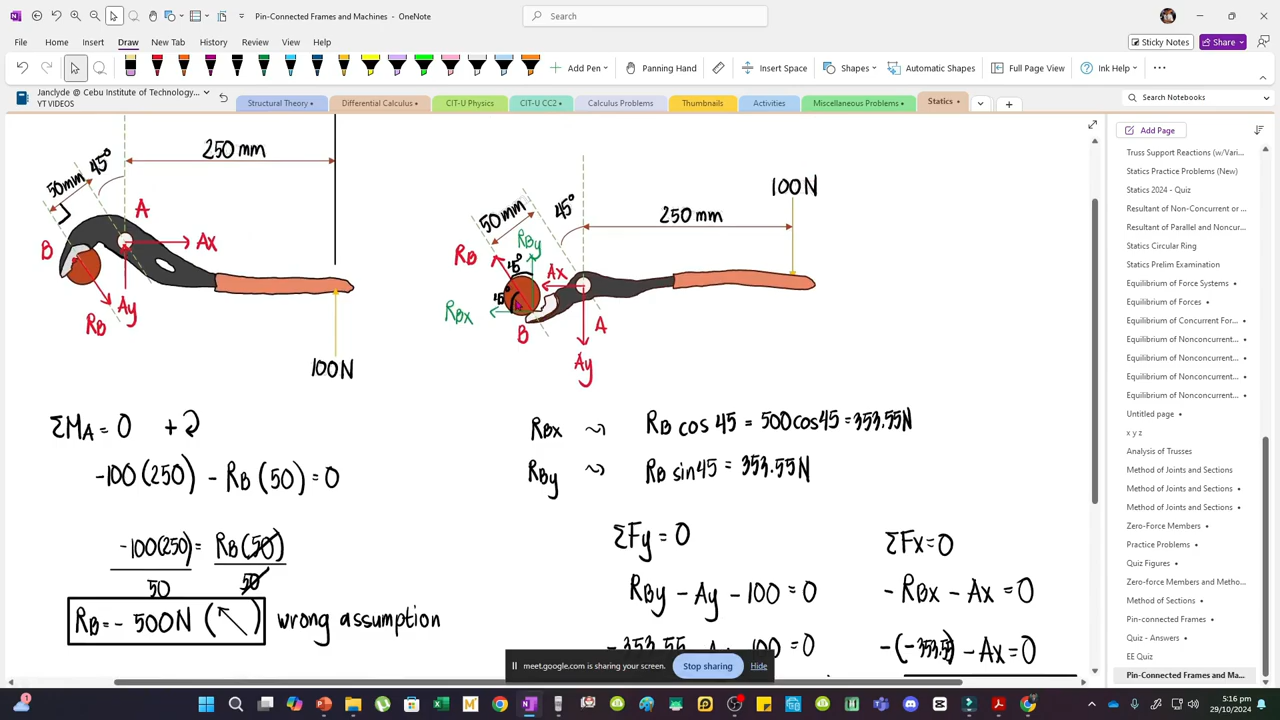 Pin-Connected Frames and Machines - OneNote
Search
File Home Insert Draw New Tab History Review View Help
Sticky Notes Share
Add Pen Panning Hand Insert Space Shapes Automatic Shapes Full Page View Ink Help
Janclyde @ Cebu Institute of Technology...
YT VIDEOS
Structural Theory Differential Calculus CIT-U Physics CIT-U CC2 Calculus Problems Thumbnails Activities Miscellaneous Problems Statics
Search Notebooks
Add Page
Truss Support Reactions (w/Vari...
Statics Practice Problems (New)
Statics 2024 - Quiz
Resultant of Non-Concurrent or ...
Resultant of Parallel and Noncur...
Statics Circular Ring
Statics Prelim Examination
Equilibrium of Force Systems
Equilibrium of Forces
Equilibrium of Concurrent For...
Equilibrium of Nonconcurrent...
Equilibrium of Nonconcurrent...
Equilibrium of Nonconcurrent...
Equilibrium of Nonconcurrent...
Untitled page
x y z
Analysis of Trusses
Method of Joints and Sections
Method of Joints and Sections
Method of Joints and Sections
Zero-Force Members
Practice Problems
Quiz Figures
Zero-force Members and Metho...
Method of Sections
Pin-connected Frames
Quiz - Answers
EE Quiz
Pin-Connected Frames and Ma...
250 mm
45°
50mm
A
B
Ax
Ay
RB
100N
100N
50 mm
45°
250 mm
RBy
RB
45°
Ax
45°
RBx
B
A
Ay
ΣMA = 0 +
-100(250) - RB(50) = 0
-100(250) = RB(50)
50 50
RB = - 500N (↖) wrong assumption
RBx ~> RB cos 45 = 500cos45 = 353.55N
RBy ~> RB sin45 = 353.55N
ΣFy = 0
RBy - Ay - 100 = 0
ΣFx = 0
- RBx - Ax = 0
-(-353.55) - Ax = 0
meet.google.com is sharing your screen. Stop sharing Hide
5:16 pm
29/10/2024